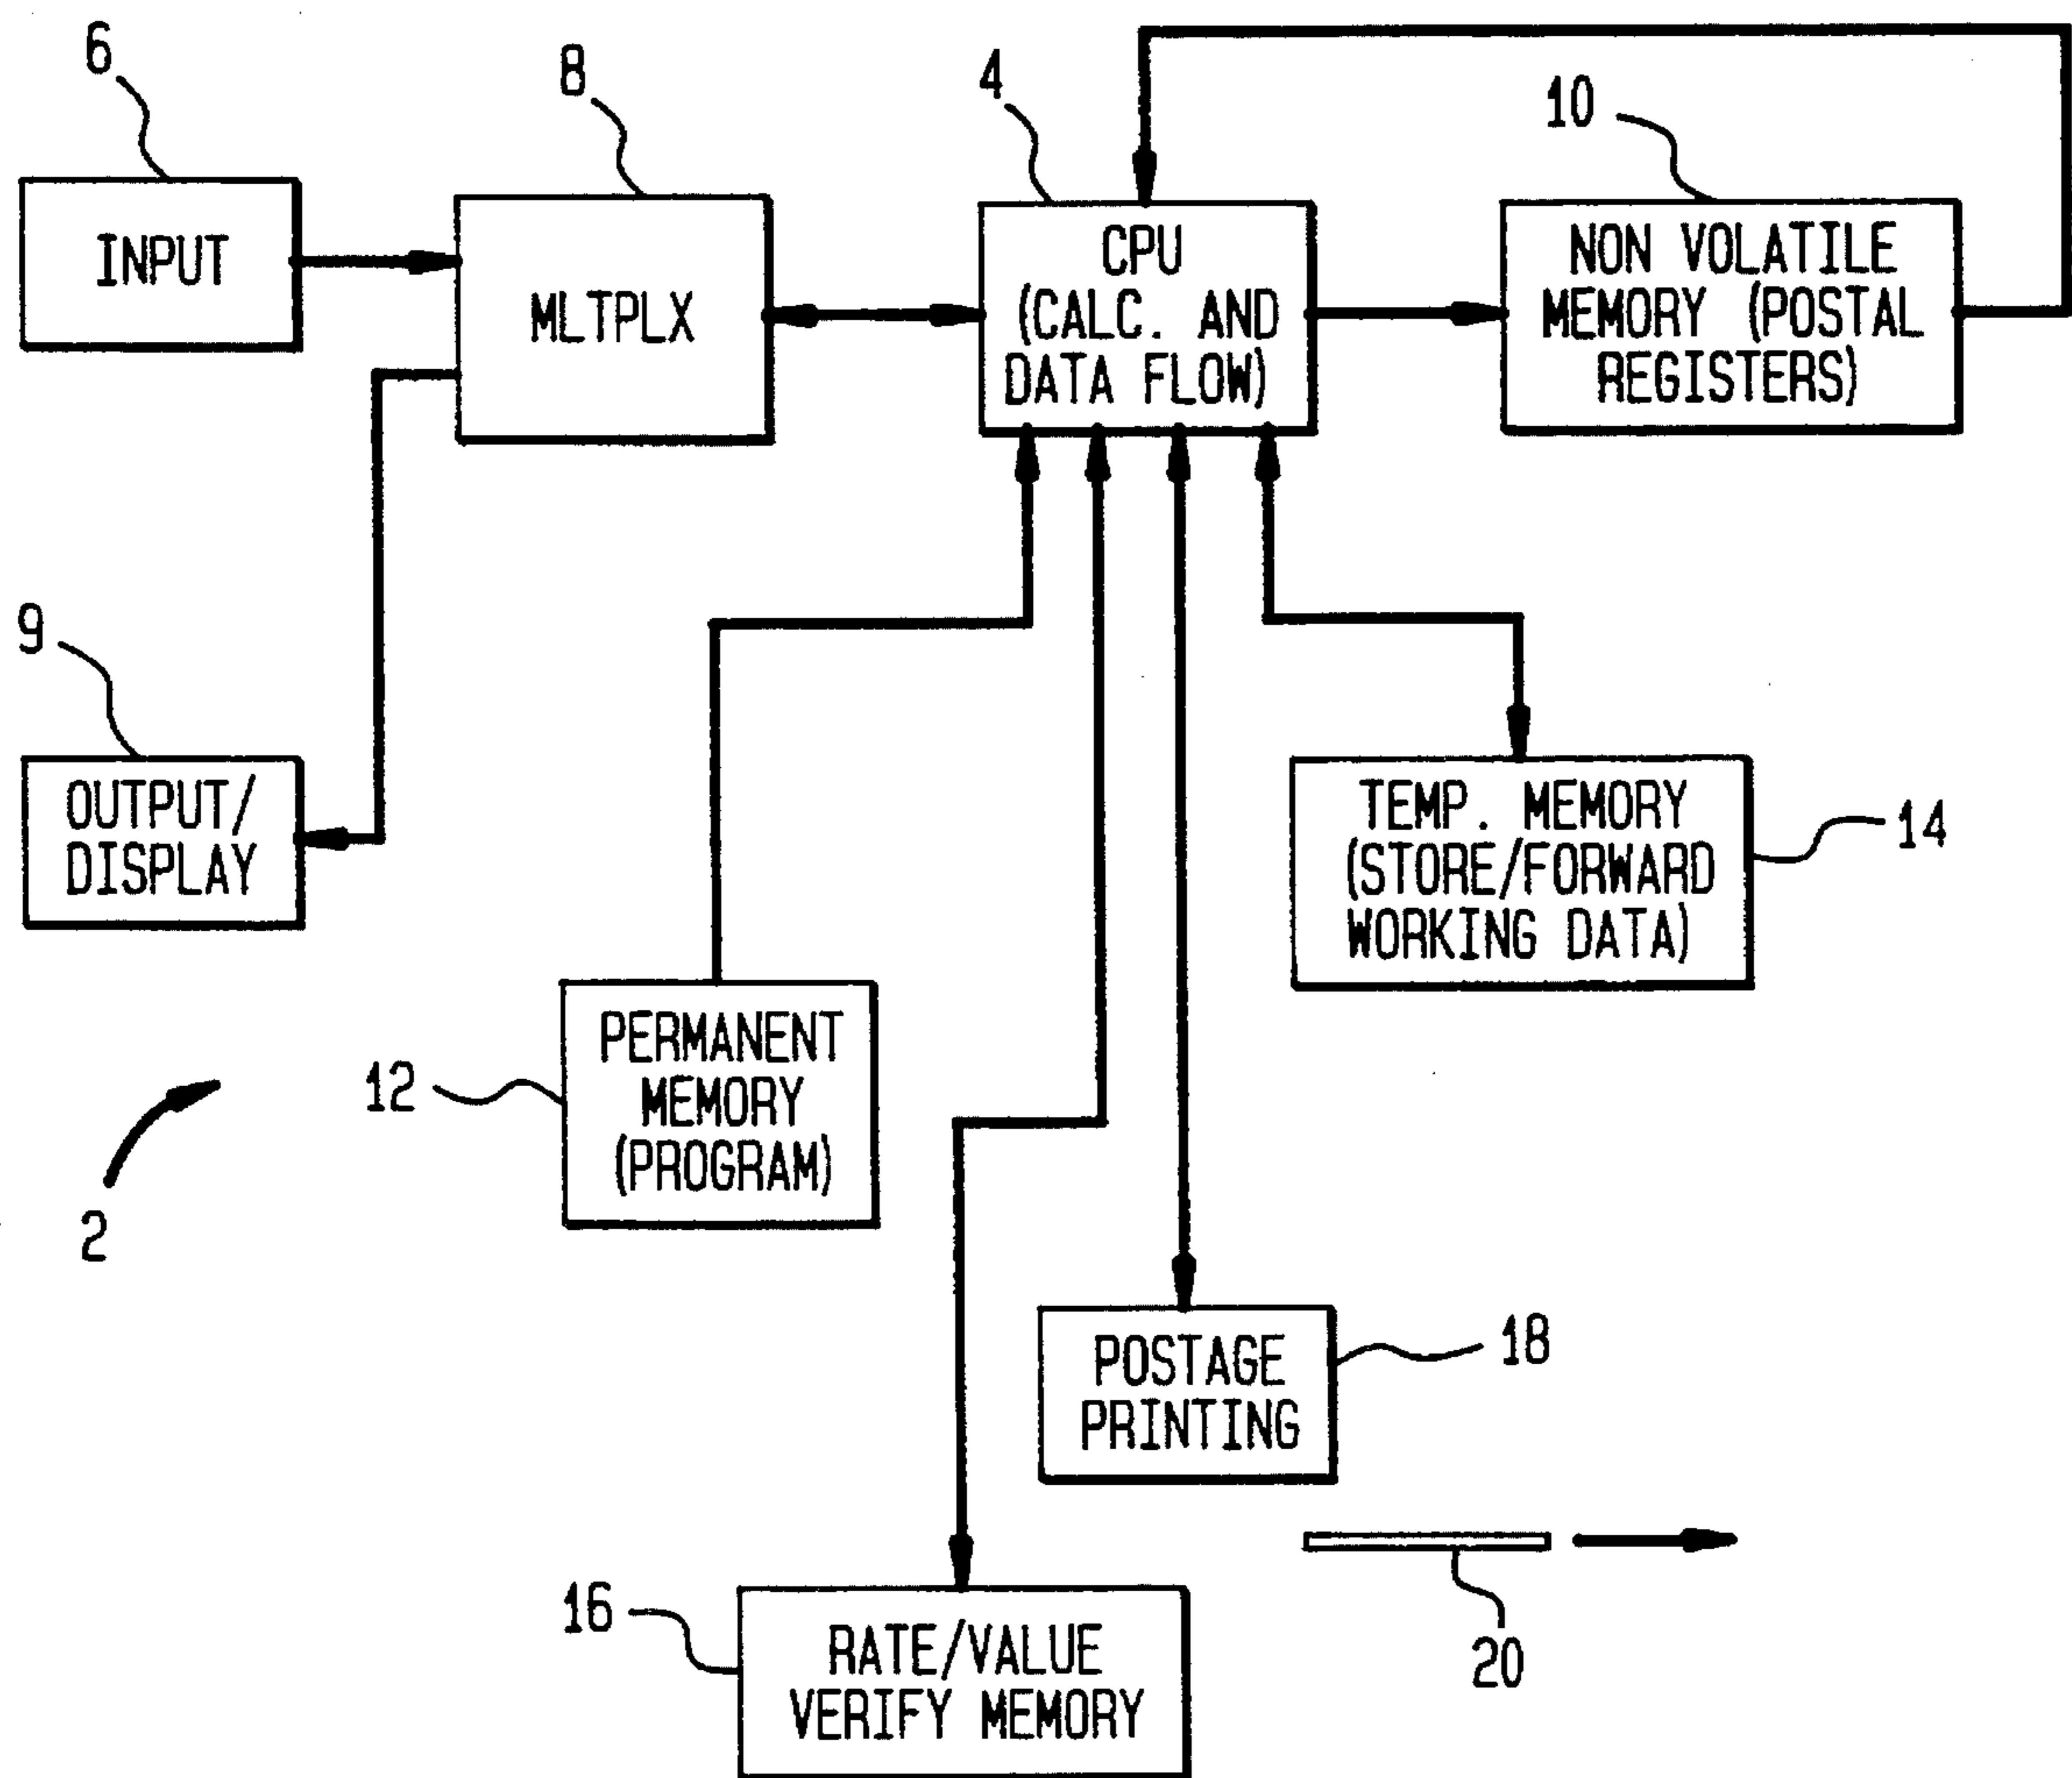 6
8
4
10
INPUT
MLTPLX
CPU
(CALC. AND
DATA FLOW)
NON VOLATILE
MEMORY (POSTAL
REGISTERS)
9
OUTPUT/
DISPLAY
TEMP. MEMORY
(STORE/FORWARD
WORKING DATA)
14
12
PERMANENT
MEMORY
(PROGRAM)
2
POSTAGE
PRINTING
18
16
RATE/VALUE
VERIFY MEMORY
20